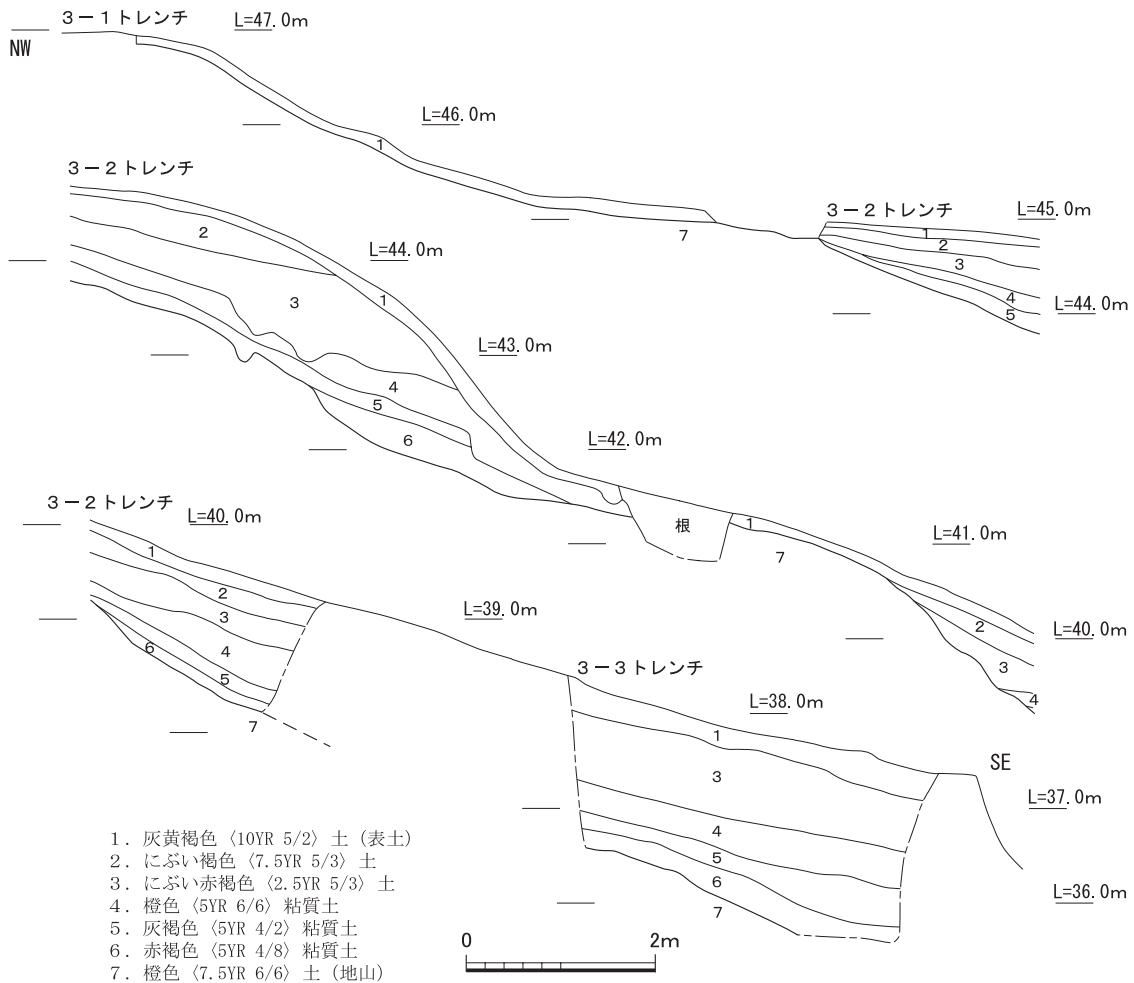 3－1トレンチ L=47.0m
NW
L=46.0m
1
3－2トレンチ
3－2トレンチ L=45.0m
7
1
2
2
3
L=44.0m
4
L=44.0m
5
3
1
L=43.0m
4
5
6
L=42.0m
3－2トレンチ L=40.0m
根
1
7
L=41.0m
1
2
3
L=39.0m
2
L=40.0m
4
6
5
3
4
7
3－3トレンチ
L=38.0m
1
SE
3
L=37.0m
4
5
6
L=36.0m
7
1．灰黄褐色〈10YR 5/2〉土（表土）
2．にぶい褐色〈7.5YR 5/3〉土
3．にぶい赤褐色〈2.5YR 5/3〉土
4．橙色〈5YR 6/6〉粘質土
5．灰褐色〈5YR 4/2〉粘質土
6．赤褐色〈5YR 4/8〉粘質土
7．橙色〈7.5YR 6/6〉土（地山）
0 2m